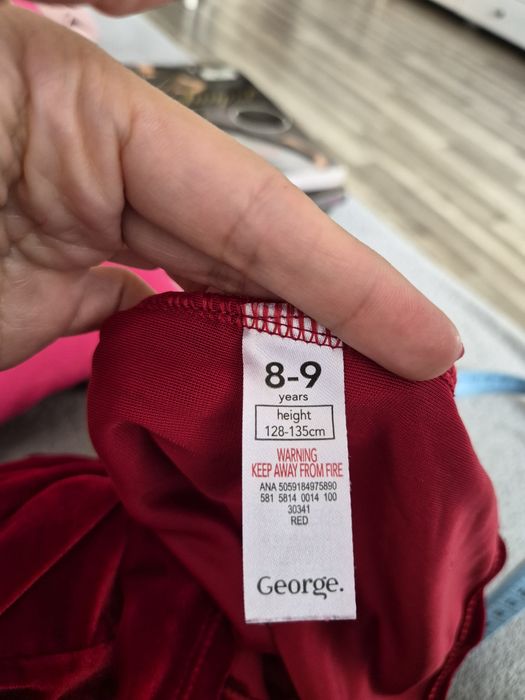 8-9
years
height
128-135cm
WARNING
KEEP AWAY FROM FIRE
ANA 5059184975890
581 5814 0014 100
30341
RED
George.